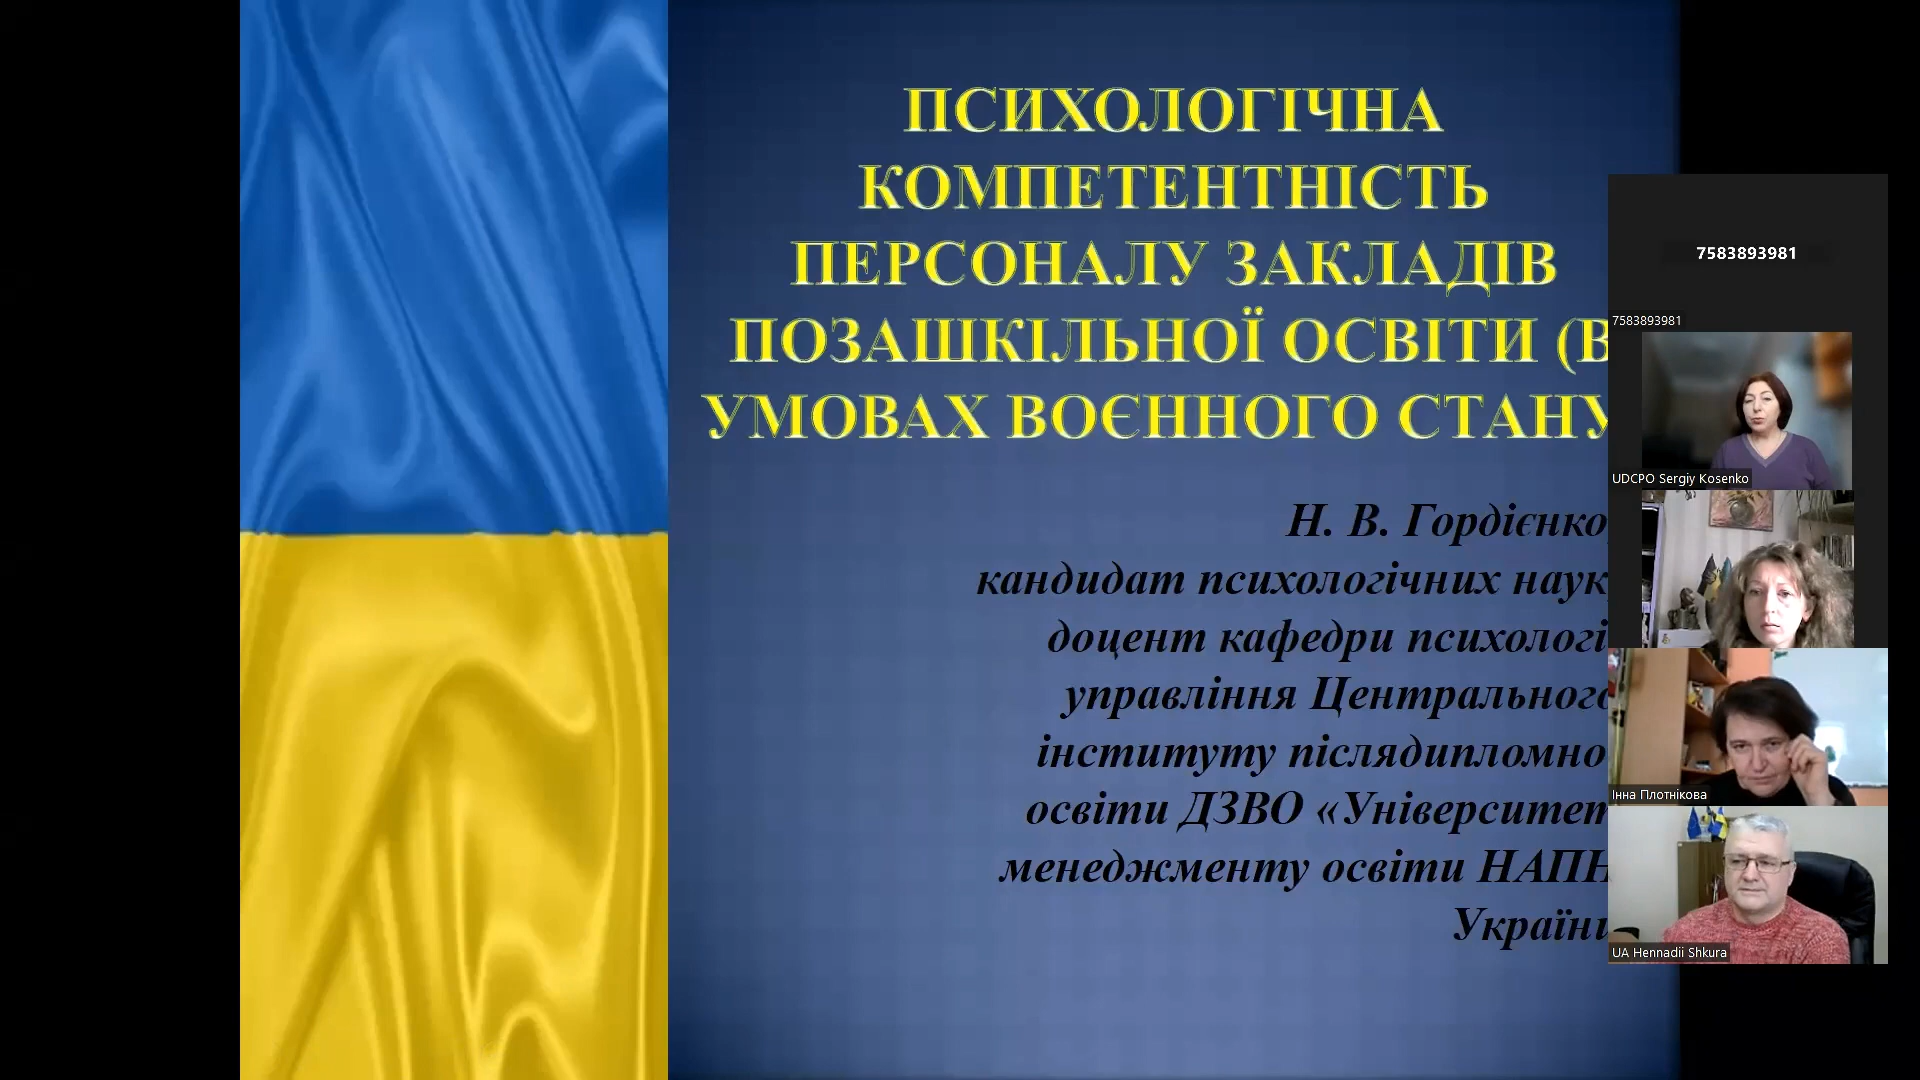 ПСИХОЛОГІЧНА
КОМПЕТЕНТНІСТЬ
ПЕРСОНАЛУ ЗАКЛАДІВ
ПОЗАШКІЛЬНОЇ ОСВІТИ (В
УМОВАХ ВОЄННОГО СТАНУ
Н. В. Гордієнко,
кандидат психологічних наук,
доцент кафедри психологі
управління Центрального
інституту післядипломно
освіти ДЗВО «Університет
менеджменту освіти НАПН
України
7583893981
7583893981
UDCPO Sergiy Kosenko
Інна Плотнікова
UA Hennadii Shkura